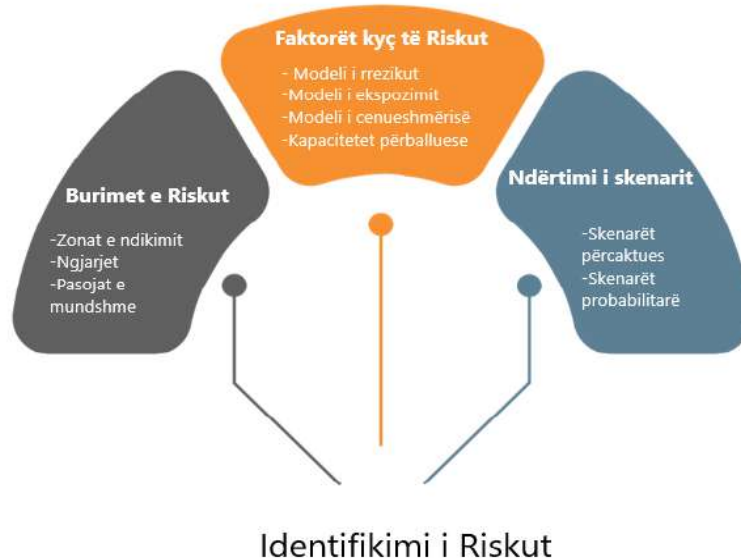 Burimet e Riskut
-Zonat e ndikimit
-Ngjarjet
-Pasojat e
mundshme
Faktorët kyç të Riskut
- Modeli i rrezikut
-Modeli i ekspozimit
-Modeli i cenueshmërisë
-Kapacitetet përballuese
Ndërtimi i skenarit
-Skenarët
përcaktues
-Skenarët
probabilitarë
Identifikimi i Riskut